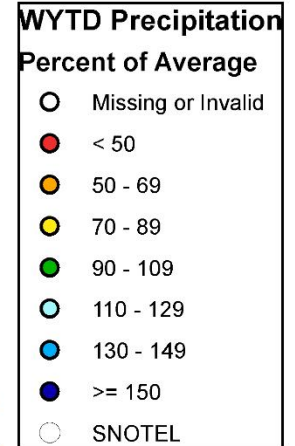 WYTD Precipitation
Percent of Average
Missing or Invalid
< 50
50 - 69
70 - 89
90 - 109
110 - 129
130 - 149
>= 150
SNOTEL